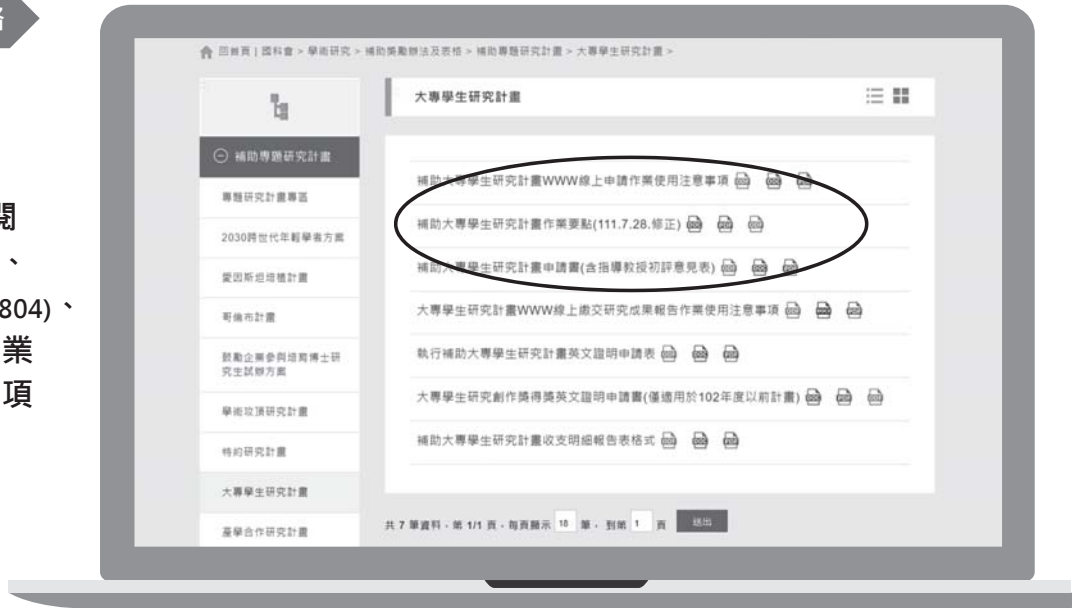 格
閱
、
804)、
業
項
回首頁 | 國科會 > 學術研究 > 補助獎勵辦法及表格 > 補助專題研究計畫 > 大專學生研究計畫 >
補助專題研究計畫
專題研究計畫專區
2030跨世代年輕學者方案
愛因斯坦培植計畫
哥倫布計畫
鼓勵企業參與培育博士研
究生試辦方案
學術攻頂研究計畫
特約研究計畫
大專學生研究計畫
產學合作研究計畫
大專學生研究計畫
補助大專學生研究計畫WWW線上申請作業使用注意事項
補助大專學生研究計畫作業要點(111.7.28.修正)
補助大專學生研究計畫申請書(含指導教授初評意見表)
大專學生研究計畫WWW線上繳交研究成果報告作業使用注意事項
執行補助大專學生研究計畫英文證明申請表
大專學生研究創作獎得獎英文證明申請書(僅適用於102年度以前計畫)
補助大專學生研究計畫收支明細報告表格式
共 7 筆資料，第 1/1 頁，每頁顯示 18 筆， 到第 1 頁 送出